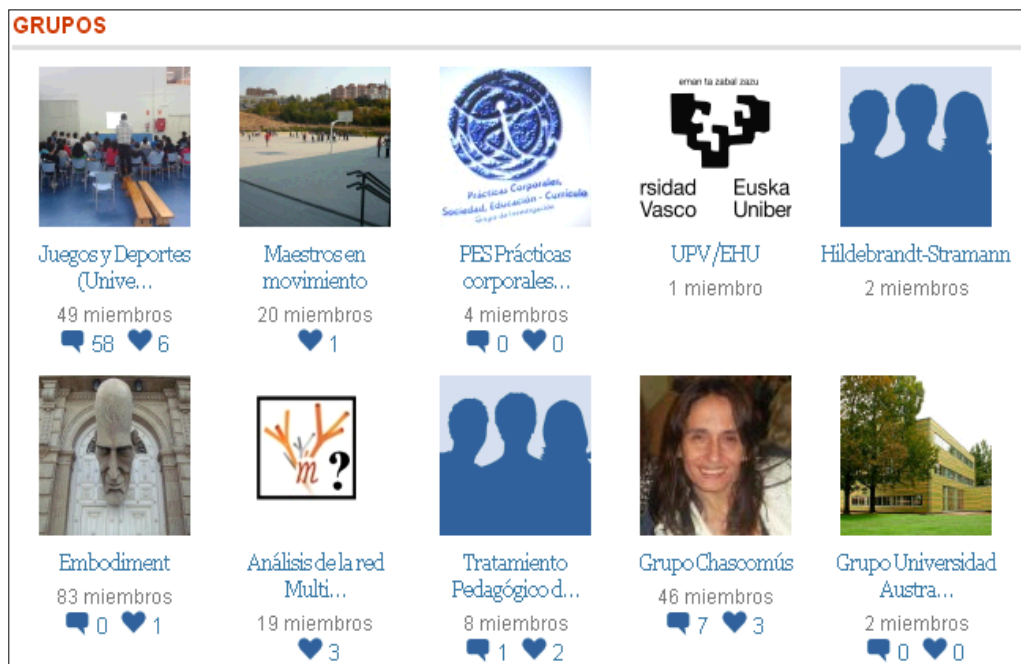 GRUPOS
Prácticas Corporales,
Sociedad, Educación - Currículo
Grupo de Investigación
eman ta zabal zazu
rsidad Euska
Vasco Uniber
Juegos y Deportes
(Unive...
49 miembros
58 6
Maestros en
movimiento
20 miembros
1
PES Prácticas
corporales...
4 miembros
0 0
UPV/EHU
1 miembro
Hildebrandt-Stramann
2 miembros
m ?
Embodiment
83 miembros
0 1
Análisis de la red
Multi...
19 miembros
3
Tratamiento
Pedagógico d...
8 miembros
1 2
Grupo Chascomús
46 miembros
7 3
Grupo Universidad
Austra...
2 miembros
0 0